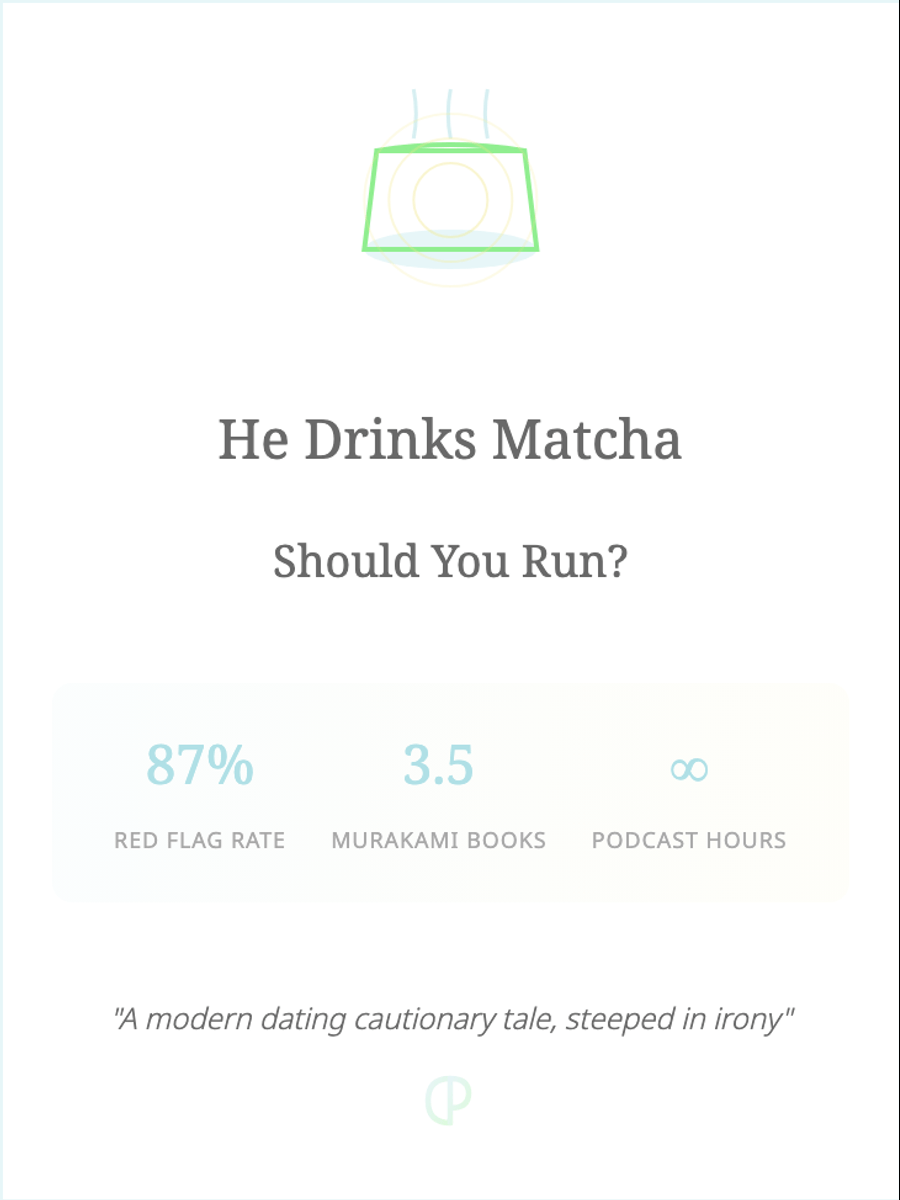 He Drinks Matcha
Should You Run?
87% 3.5 ∞
RED FLAG RATE MURAKAMI BOOKS PODCAST HOURS
"A modern dating cautionary tale, steeped in irony"